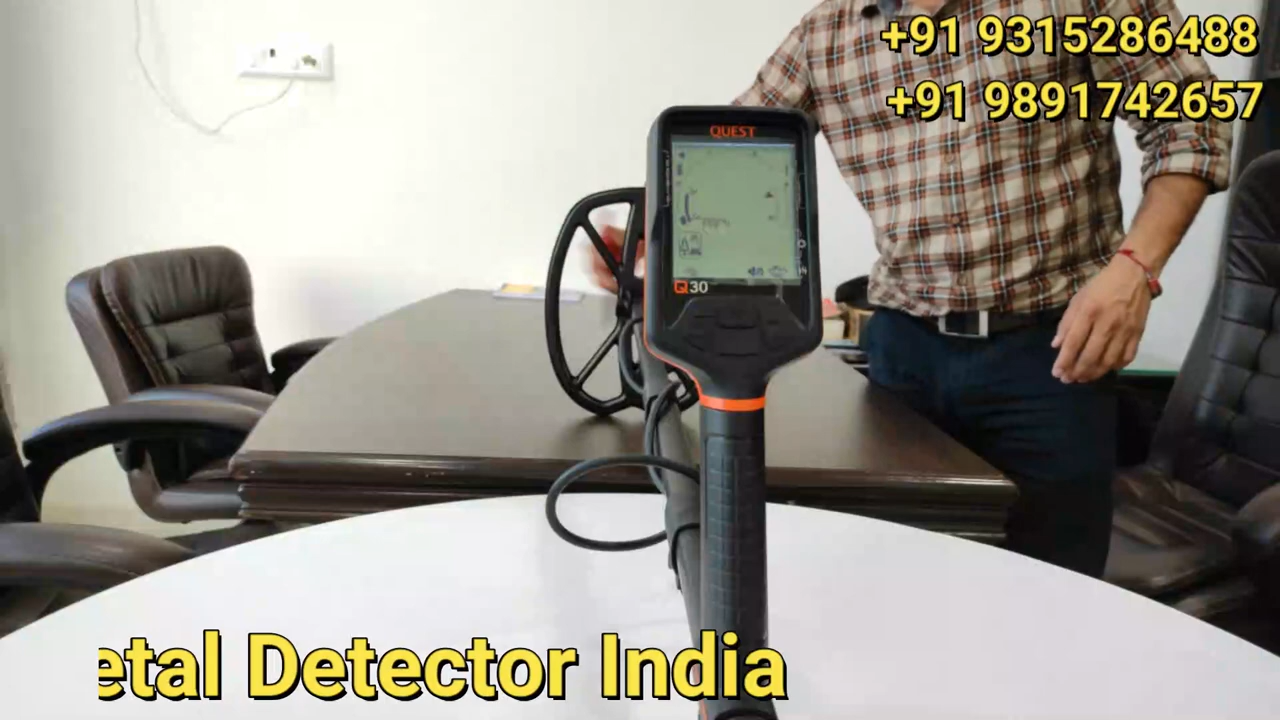 +91 9315286488
+91 9891742657
QUEST
Q30
etal Detector India